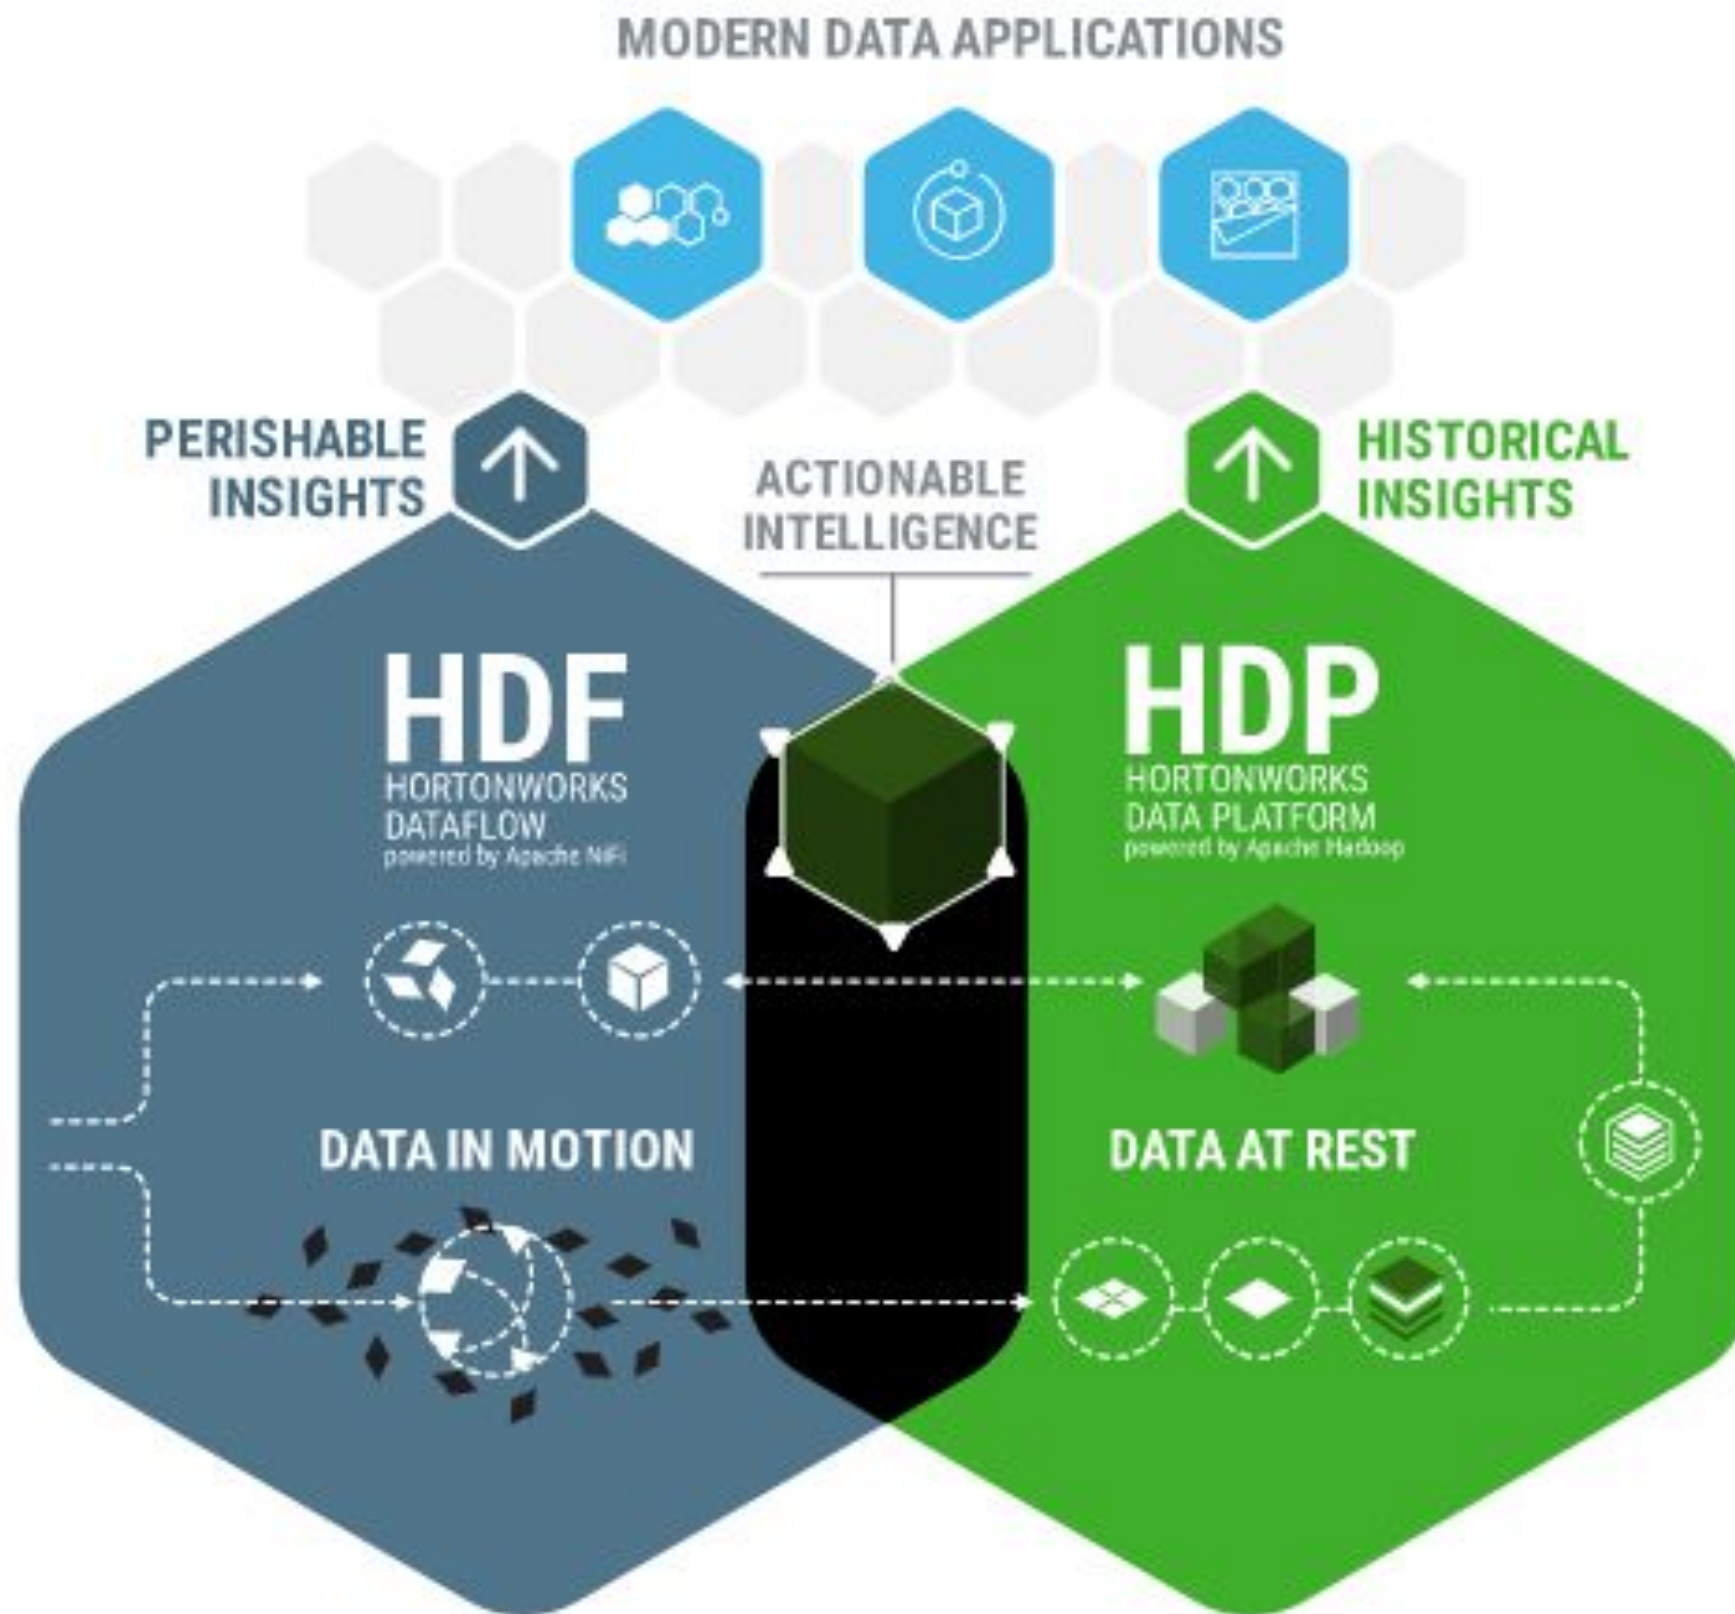 MODERN DATA APPLICATIONS
PERISHABLE
INSIGHTS
ACTIONABLE
INTELLIGENCE
HISTORICAL
INSIGHTS
HDF
HORTONWORKS
DATAFLOW
powered by Apache NiFi
HDP
HORTONWORKS
DATA PLATFORM
powered by Apache Hadoop
DATA IN MOTION
DATA AT REST